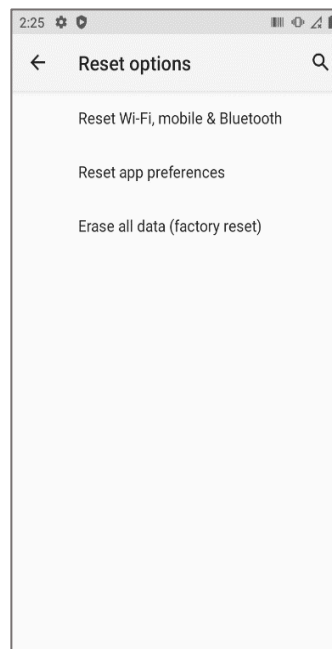 2:25
Reset options
Reset Wi-Fi, mobile & Bluetooth
Reset app preferences
Erase all data (factory reset)